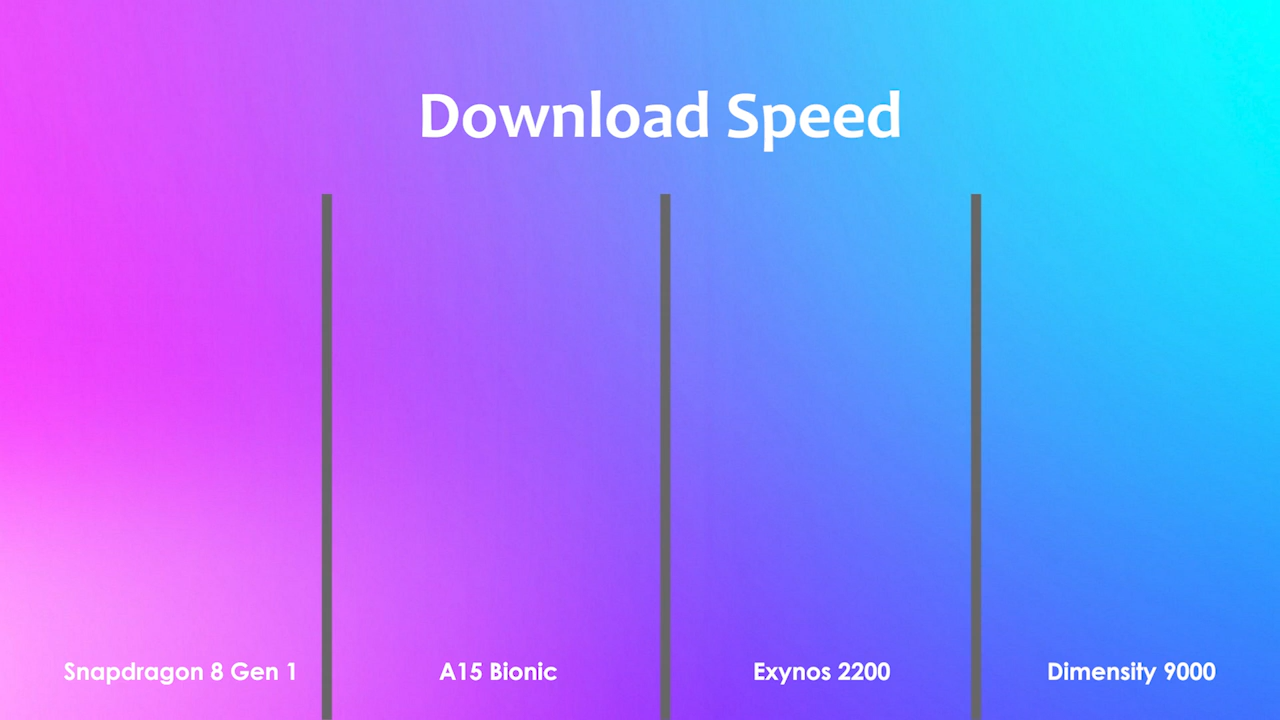 Download Speed
Snapdragon 8 Gen 1
A15 Bionic
Exynos 2200
Dimensity 9000